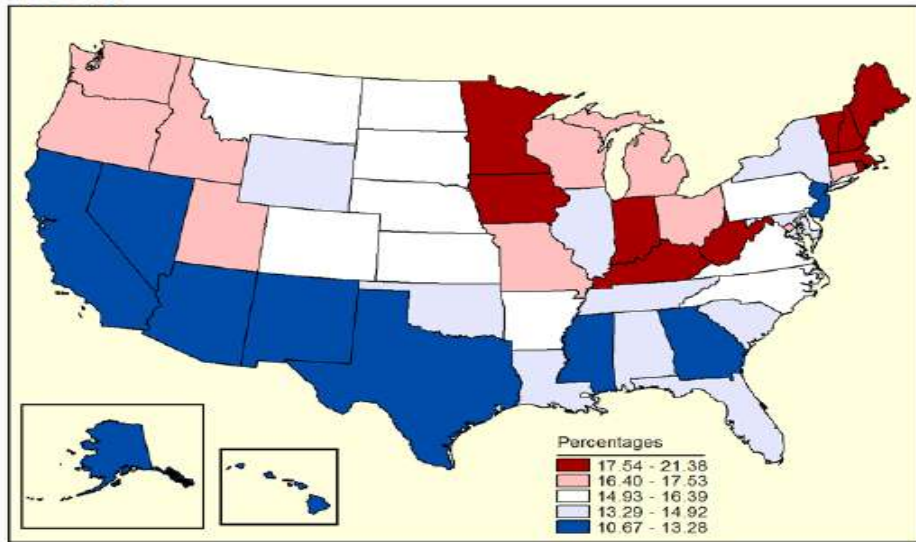 Percentages
17.54 - 21.38
16.40 - 17.53
14.93 - 16.39
13.29 - 14.92
10.67 - 13.28